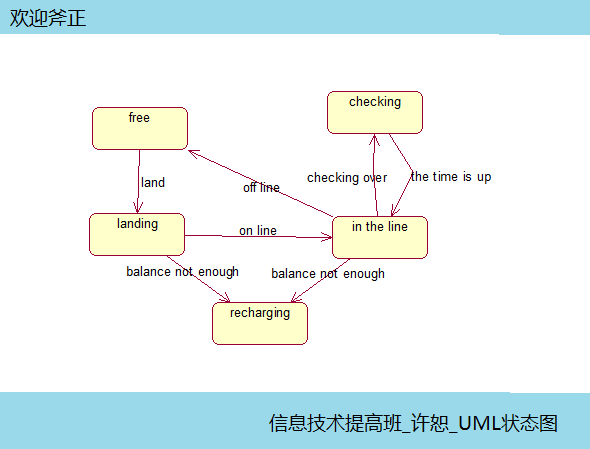 欢迎斧正
checking
free
land
checking over
the time is up
off line
landing
on line
in the line
balance not enough
balance not enough
recharging
信息技术提高班_许恕_UML状态图